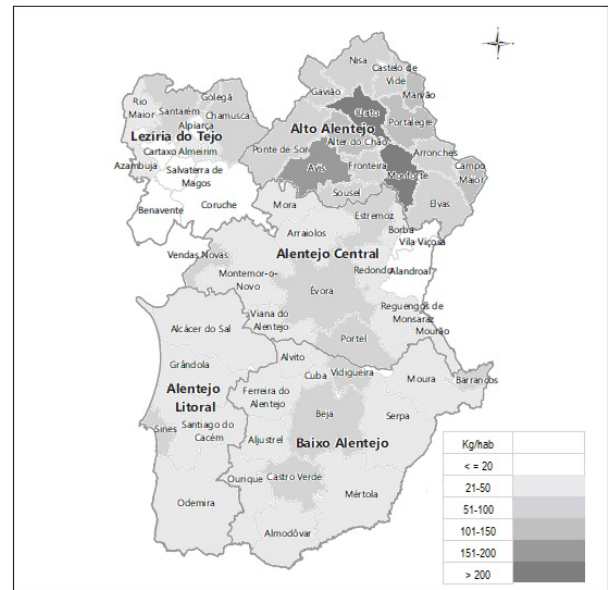 Nisa
Castelo de
Vide
Gavião
Marvão
Crato
Portalegre
Rio
Maior
Golegã
Santarém
Chamusca
Alpiarça
Lezíria do Tejo
Alto Alentejo
Ponte de Sor
Alter do Chão
Arronches
Cartaxo
Almeirim
Azambuja
Salvaterra de
Magos
Avis
Fronteira
Monforte
Campo
Maior
Sousel
Elvas
Benavente
Coruche
Mora
Estremoz
Arraiolos
Borba
Vila Viçosa
Vendas Novas
Alentejo Central
Redondo
Alandroal
Montemor-o-
Novo
Évora
Viana do
Alentejo
Reguengos de
Monsaraz
Mourão
Alcácer do Sal
Portel
Grândola
Alvito
Cuba
Vidigueira
Moura
Barrancos
Alentejo
Litoral
Ferreira do
Alentejo
Beja
Serpa
Sines
Santiago do
Cacém
Aljustrel
Baixo Alentejo
Ourique
Castro Verde
Mértola
Odemira
Almodôvar
Kg/hab
< = 20
21-50
51-100
101-150
151-200
> 200